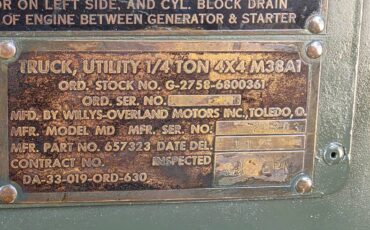 OR ON LEFT SIDE, AND CYL. BLOCK DRAIN
OF ENGINE BETWEEN GENERATOR & STARTER
TRUCK, UTILITY 1/4 TON 4X4 M38A1
ORD. STOCK NO. G-2758-6800361
ORD. SER. NO.
MFD. BY WILLYS-OVERLAND MOTORS INC., TOLEDO, O.
MFR. MODEL MD MFR. SER. NO.
MFR. PART NO. 657323 DATE DEL.
CONTRACT NO. INSPECTED
DA-33-019-ORD-630